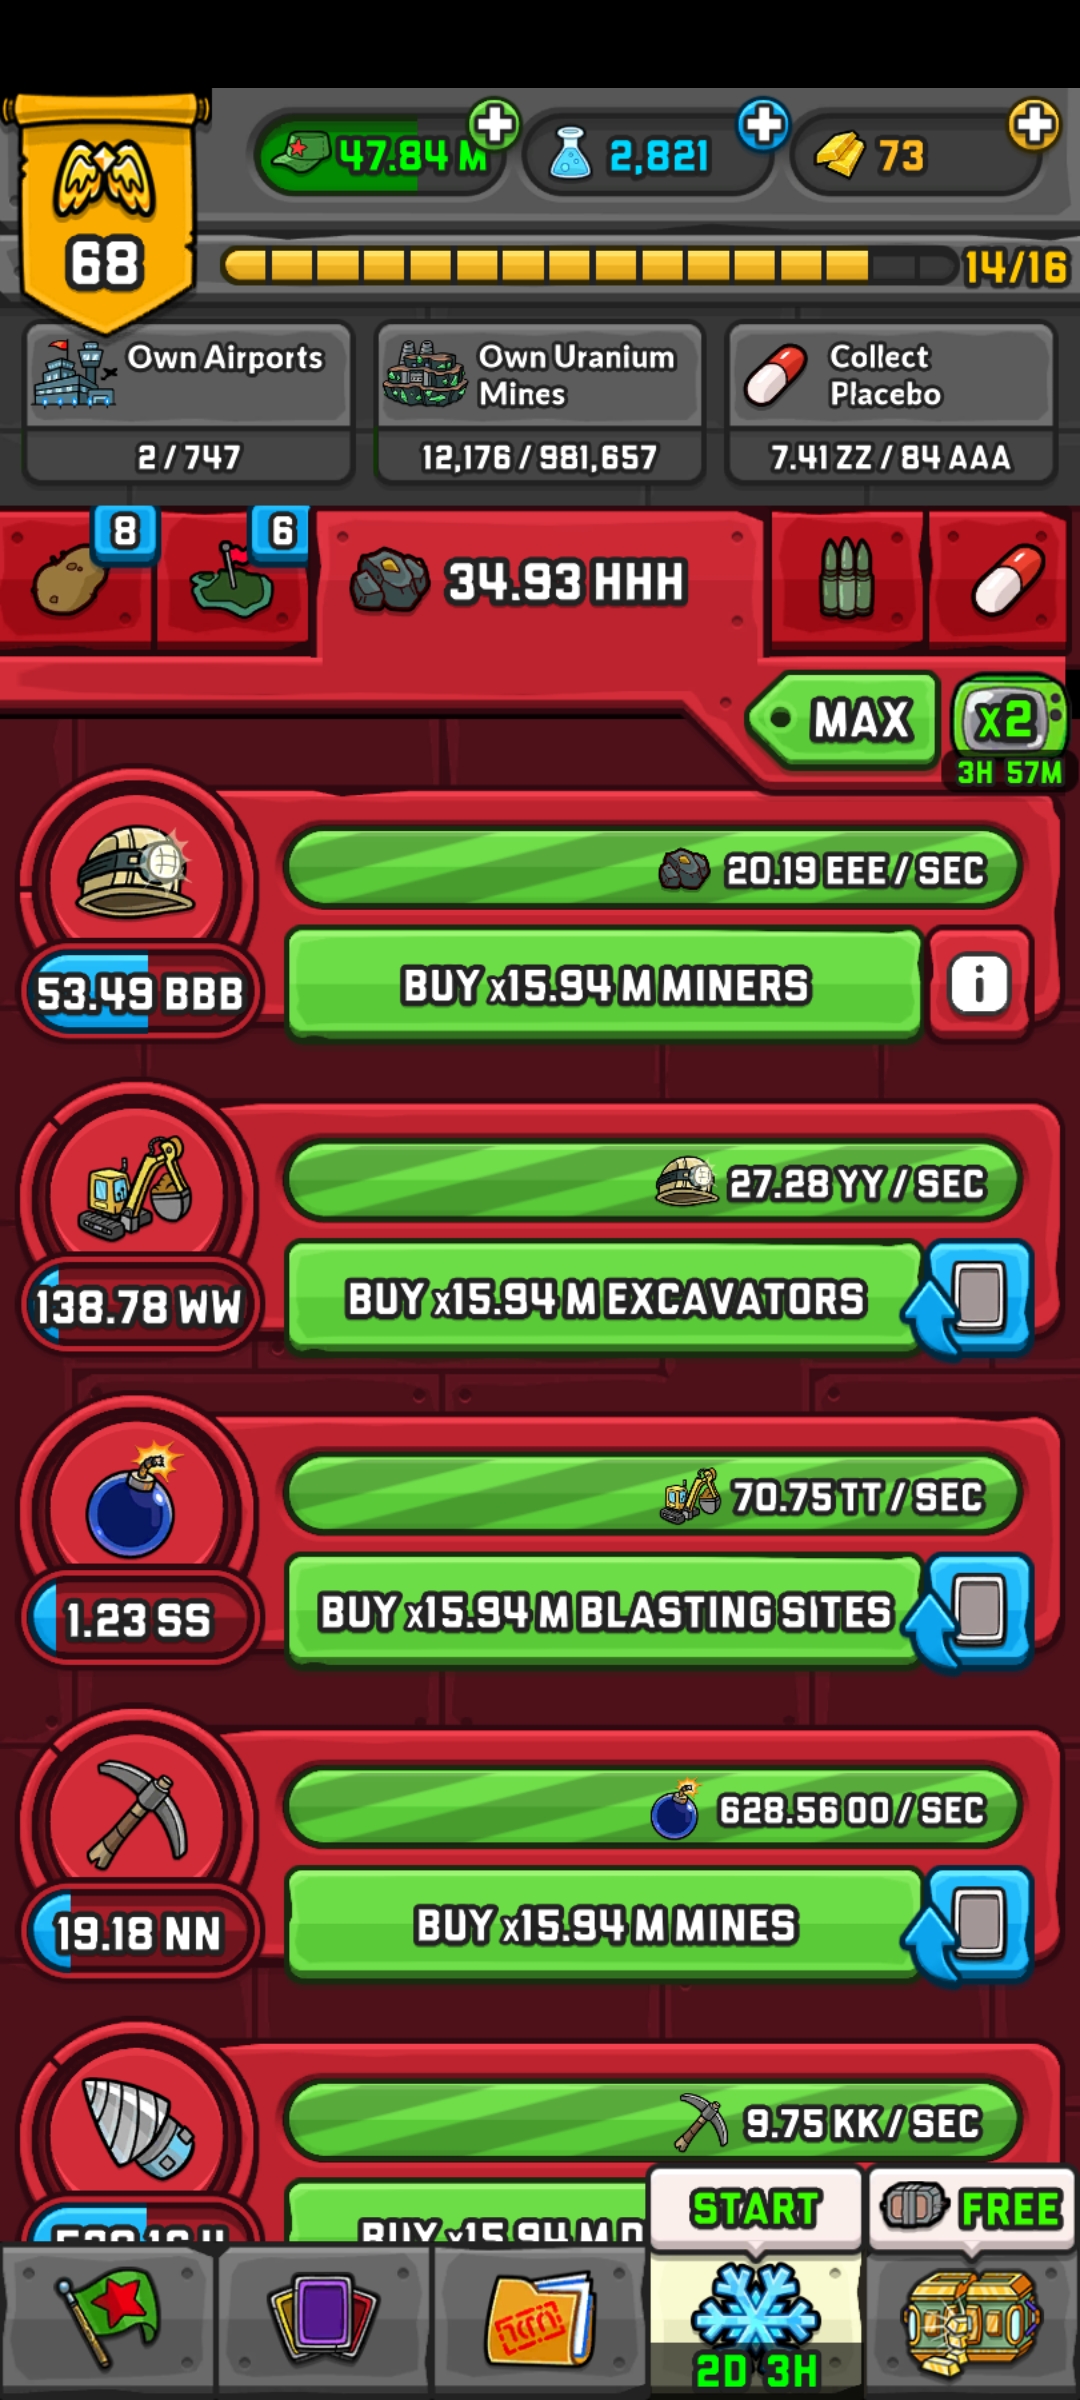 68
47.84 M
2,821
73
14/16
Own Airports
2/747
Own Uranium
Mines
12,176/981,657
Collect
Placebo
7.41 ZZ/84 AAA
8
6
34.93 HHH
MAX
x2
3H 57M
20.19 EEE/SEC
53.49 BBB
BUY x15.94 M MINERS
i
27.28 YY/SEC
138.78 WW
BUY x15.94 M EXCAVATORS
70.75 TT/SEC
1.23 SS
BUY x15.94 M BLASTING SITES
628.56 OO/SEC
19.18 NN
BUY x15.94 M MINES
9.75 KK/SEC
BUY x15.94 M D
START
FREE
2D 3H